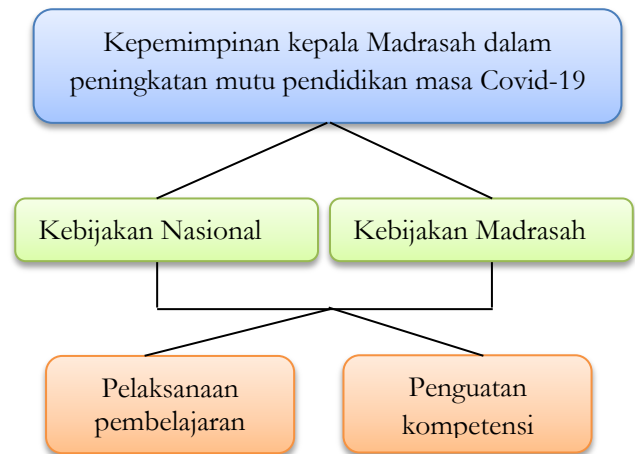 Kepemimpinan kepala Madrasah dalam
peningkatan mutu pendidikan masa Covid-19
Kebijakan Nasional
Kebijakan Madrasah
Pelaksanaan
pembelajaran
Penguatan
kompetensi